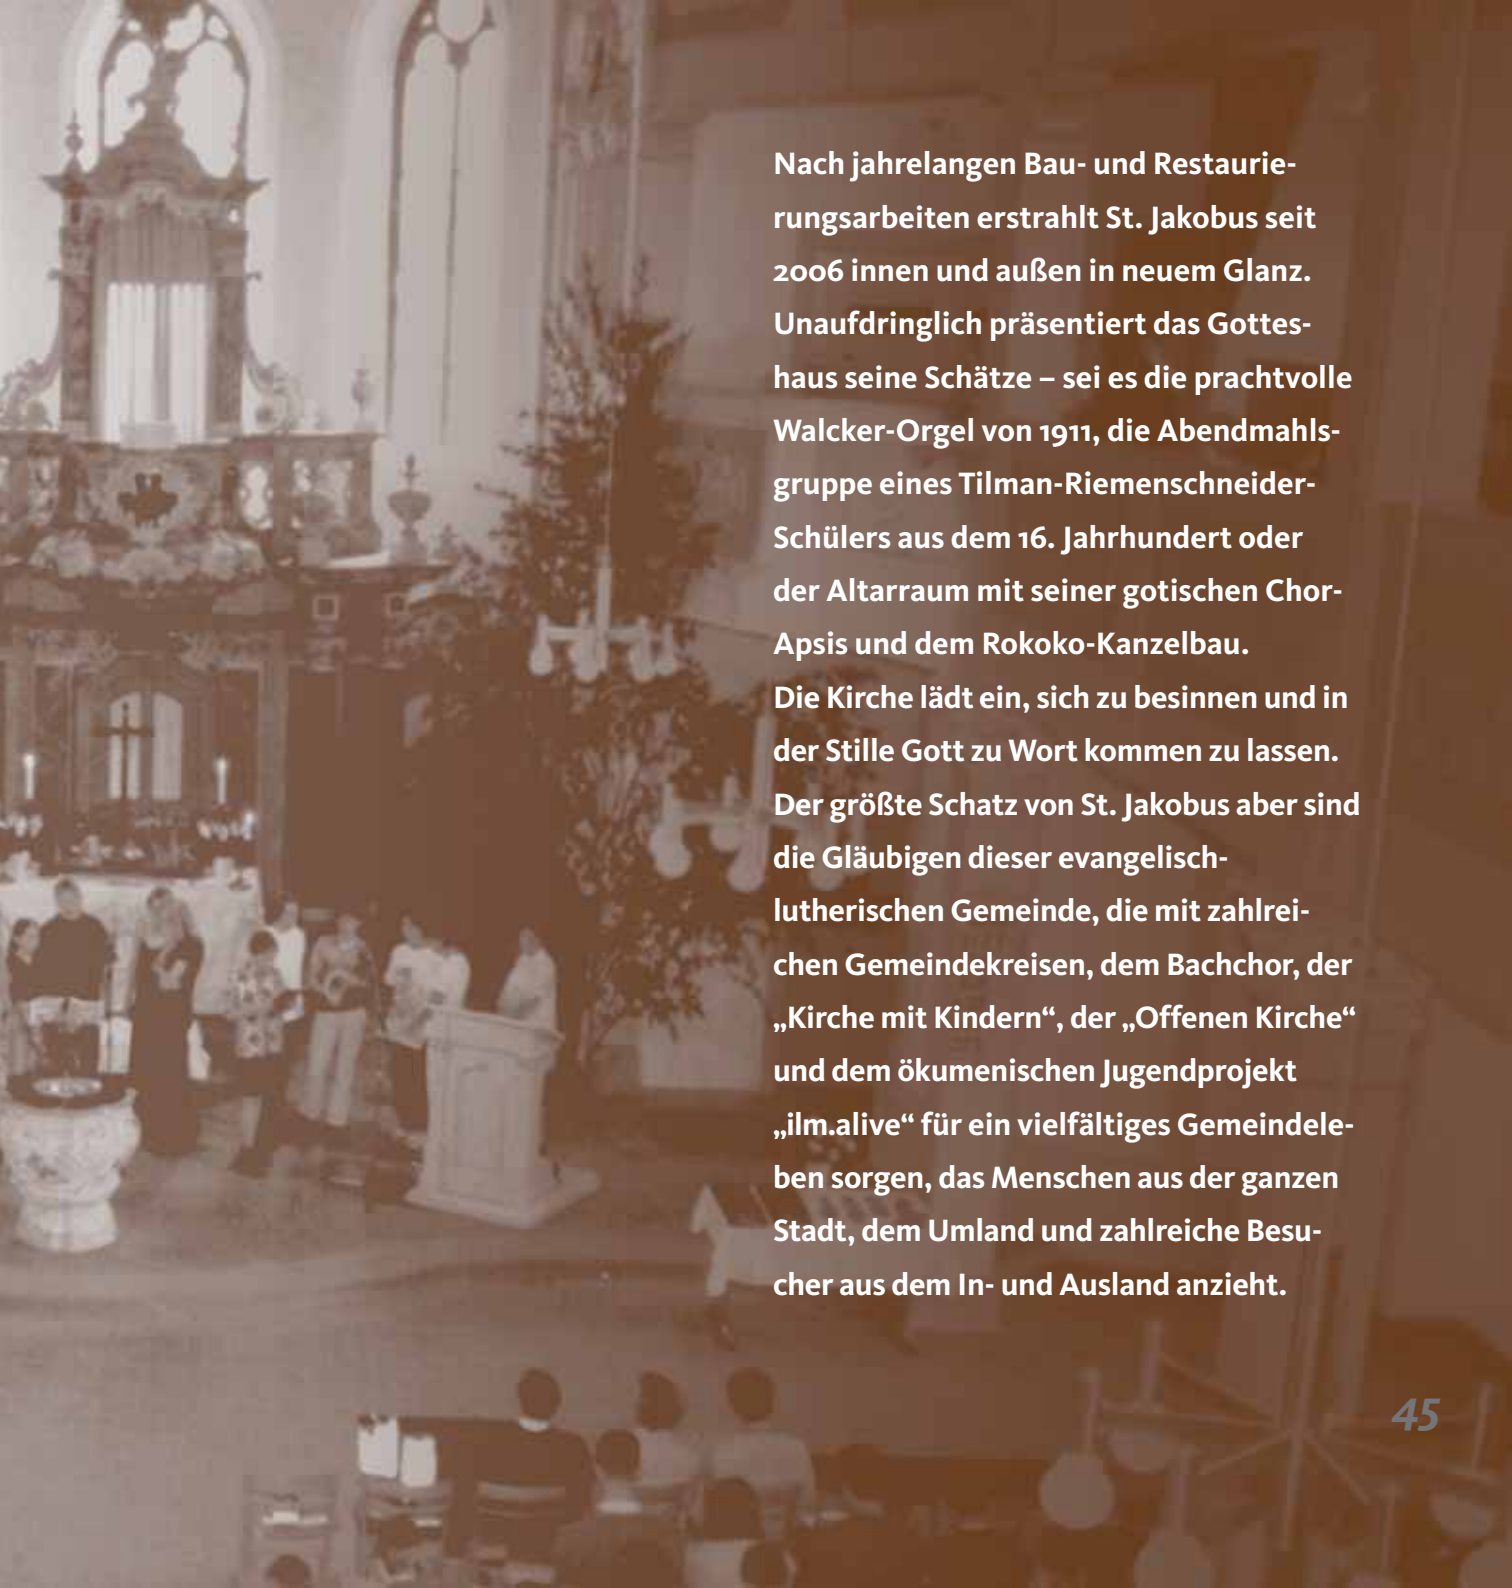 Nach jahrelangen Bau- und Restaurie-
rungsarbeiten erstrahlt St. Jakobus seit
2006 innen und außen in neuem Glanz.
Unaufdringlich präsentiert das Gottes-
haus seine Schätze – sei es die prachtvolle
Walcker-Orgel von 1911, die Abendmahls-
gruppe eines Tilman-Riemenschneider-
Schülers aus dem 16. Jahrhundert oder
der Altarraum mit seiner gotischen Chor-
Apsis und dem Rokoko-Kanzelbau.
Die Kirche lädt ein, sich zu besinnen und in
der Stille Gott zu Wort kommen zu lassen.
Der größte Schatz von St. Jakobus aber sind
die Gläubigen dieser evangelisch-
lutherischen Gemeinde, die mit zahlrei-
chen Gemeindekreisen, dem Bachchor, der
„Kirche mit Kindern“, der „Offenen Kirche“
und dem ökumenischen Jugendprojekt
„ilm.alive“ für ein vielfältiges Gemeindele-
ben sorgen, das Menschen aus der ganzen
Stadt, dem Umland und zahlreiche Besu-
cher aus dem In- und Ausland anzieht.
45